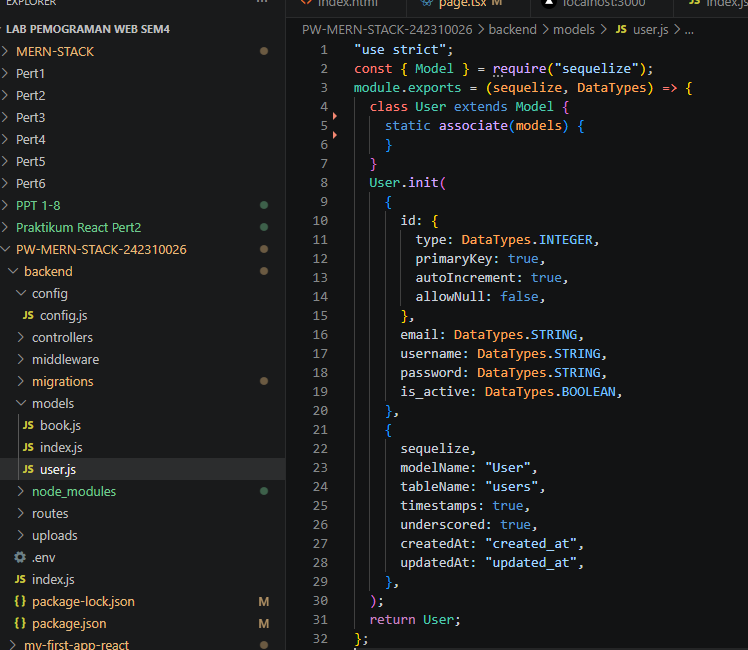 EXPLORER
...
index.html
page.tsx M
localhost:3000
JS index.js
LAB PEMOGRAMAN WEB SEM4
MERN-STACK
Pert1
Pert2
Pert3
Pert4
Pert5
Pert6
PPT 1-8
Praktikum React Pert2
PW-MERN-STACK-242310026
backend
config
JS config.js
controllers
middleware
migrations
models
JS book.js
JS index.js
JS user.js
node_modules
routes
uploads
.env
JS index.js
{} package-lock.json M
{} package.json M
my-first-app-react
PW-MERN-STACK-242310026 > backend > models > JS user.js > ...
1 "use strict";
2 const { Model } = require("sequelize");
3 module.exports = (sequelize, DataTypes) => {
4 class User extends Model {
5 static associate(models) {
6 }
7 }
8 User.init(
9 {
10 id: {
11 type: DataTypes.INTEGER,
12 primaryKey: true,
13 autoIncrement: true,
14 allowNull: false,
15 },
16 email: DataTypes.STRING,
17 username: DataTypes.STRING,
18 password: DataTypes.STRING,
19 is_active: DataTypes.BOOLEAN,
20 },
21 {
22 sequelize,
23 modelName: "User",
24 tableName: "users",
25 timestamps: true,
26 underscored: true,
27 createdAt: "created_at",
28 updatedAt: "updated_at",
29 },
30 );
31 return User;
32 };